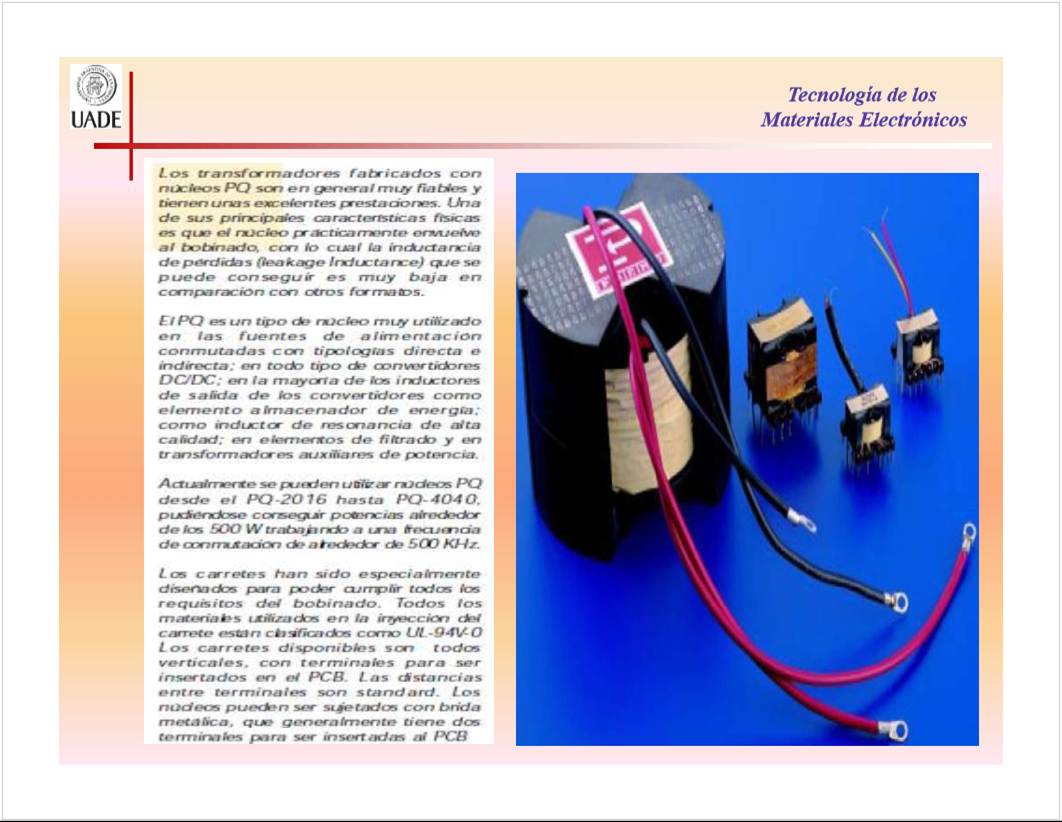 UADE
Tecnología de los
Materiales Electrónicos
Los transformadores fabricados con
núcleos PQ son en general muy fiables y
tienen unas excelentes prestaciones. Una
de sus principales características físicas
es que el núcleo prácticamente envuelve
al bobinado, con lo cual la inductancia
de pérdidas (leakage Inductance) que se
puede conseguir es muy baja en
comparación con otros formatos.
El PQ es un tipo de núcleo muy utilizado
en las fuentes de alimentación
conmutadas con tipologías directa e
indirecta; en todo tipo de convertidores
DC/DC; en la mayoría de los inductores
de salida de los convertidores como
elemento almacenador de energía;
como inductor de resonancia de alta
calidad; en elementos de filtrado y en
transformadores auxiliares de potencia.
Actualmente se pueden utilizar núcleos PQ
desde el PQ-2016 hasta PQ-4040,
pudiéndose conseguir potencias alrededor
de los 500 W trabajando a una frecuencia
de conmutación de alrededor de 500 KHz.
Los carretes han sido especialmente
diseñados para poder cumplir todos los
requisitos del bobinado. Todos los
materiales utilizados en la inyección del
carrete están clasificados como UL-94V-0
Los carretes disponibles son todos
verticales, con terminales para ser
insertados en el PCB. Las distancias
entre terminales son standard. Los
núcleos pueden ser sujetados con brida
metálica, que generalmente tiene dos
terminales para ser insertadas al PCB